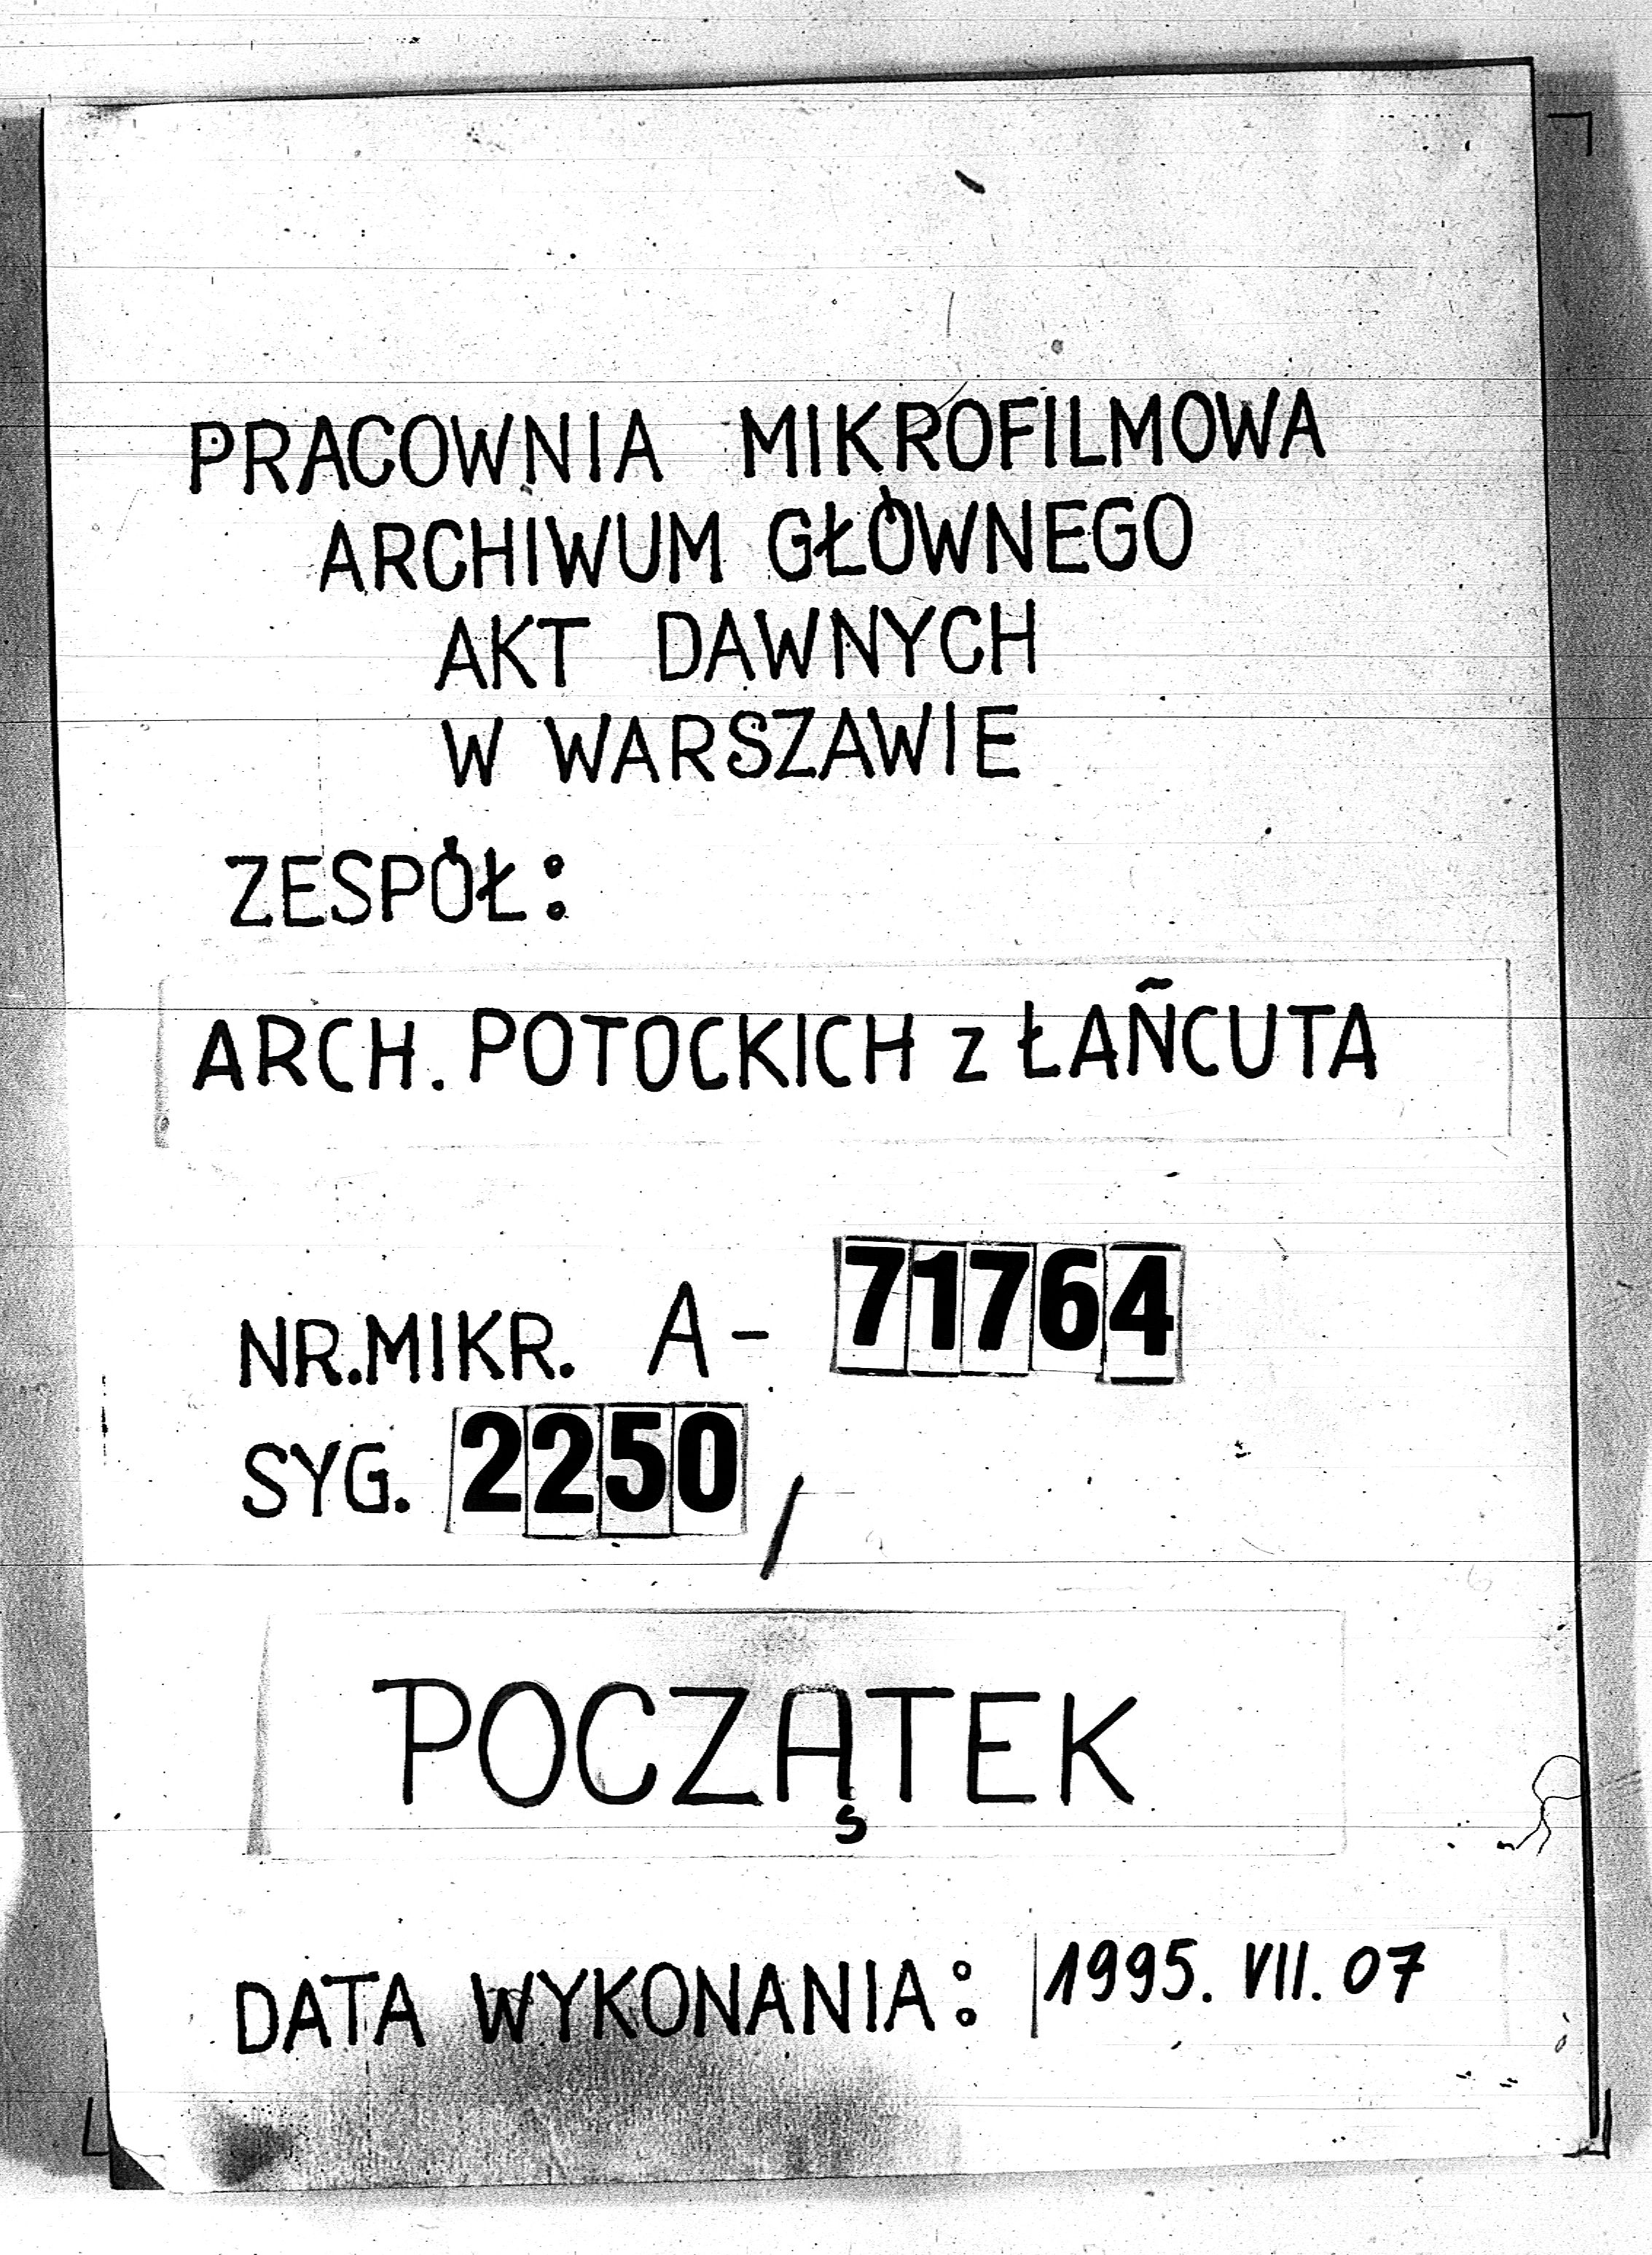 PRACOWNIA MIKROFILMOWA
ARCHIWUM GŁÓWNEGO
AKT DAWNYCH
W WARSZAWIE
ZESPÓŁ:
ARCH. POTOCKICH z ŁAŃCUTA
NR.MIKR. A- 71764
SYG. 2250 /
POCZĄTEK
DATA WYKONANIA: 1995. VII. 07